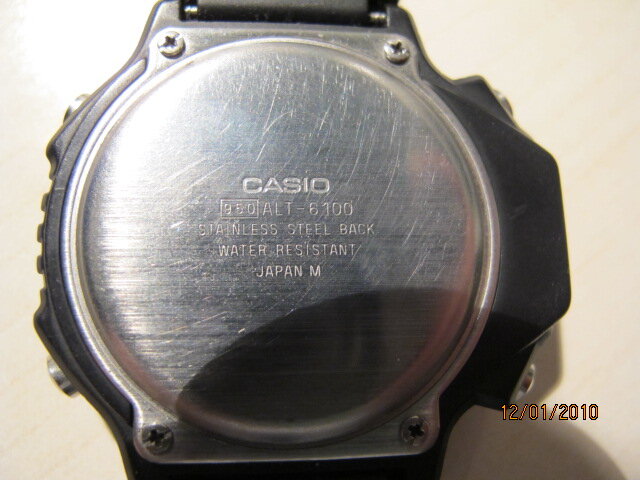 CASIO
950 ALT-6100
STAINLESS STEEL BACK
WATER RESISTANT
JAPAN M
12/01/2010